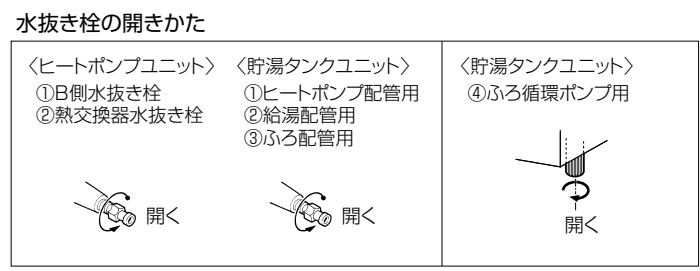 水抜き栓の開きかた
〈ヒートポンプユニット〉
①B側水抜き栓
②熱交換器水抜き栓
開く
〈貯湯タンクユニット〉
①ヒートポンプ配管用
②給湯配管用
③ふろ配管用
開く
〈貯湯タンクユニット〉
④ふろ循環ポンプ用
開く